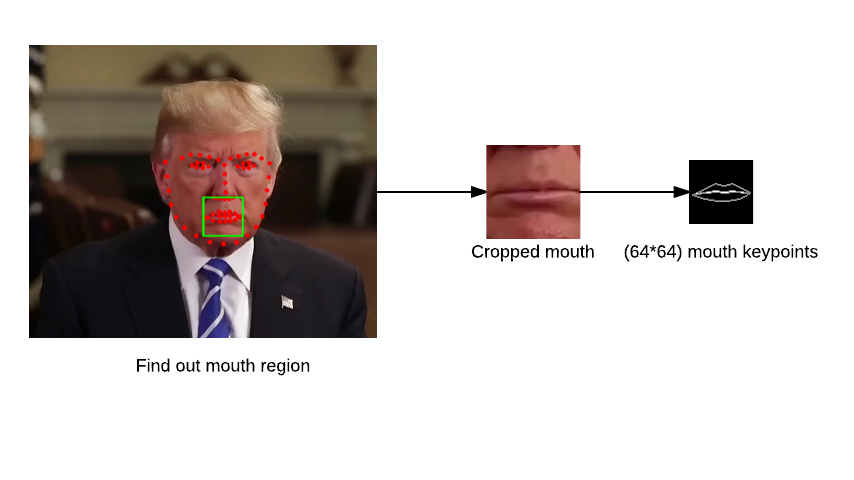 Cropped mouth
(64*64) mouth keypoints
Find out mouth region